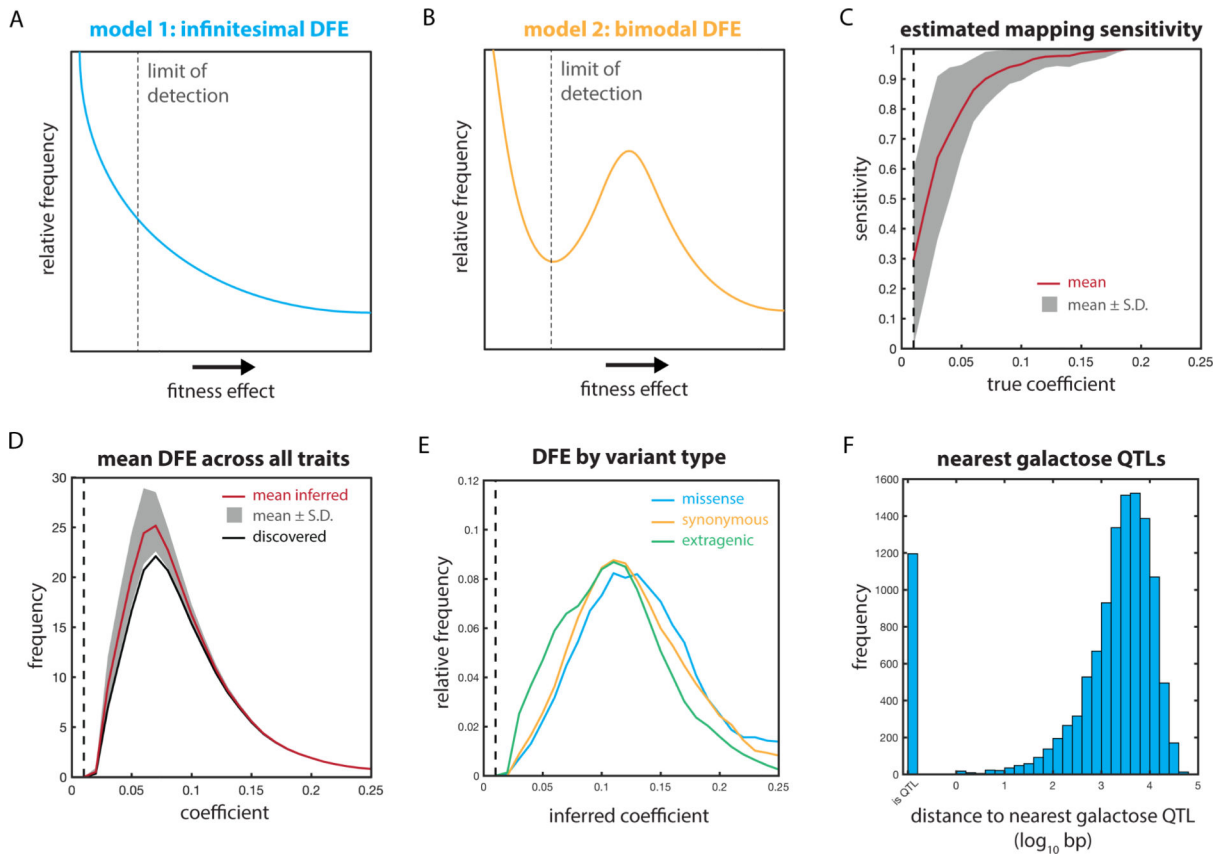 A
model 1: infinitesimal DFE
limit of
detection
relative frequency
fitness effect
B
model 2: bimodal DFE
limit of
detection
relative frequency
fitness effect
C
estimated mapping sensitivity
1
0.9
0.8
0.7
0.6
0.5
0.4
0.3
0.2
0.1
0
sensitivity
mean
mean ± S.D.
0 0.05 0.1 0.15 0.2 0.25
true coefficient
D
mean DFE across all traits
30
25
20
15
10
5
0
frequency
mean inferred
mean ± S.D.
discovered
0 0.05 0.1 0.15 0.2 0.25
coefficient
E
DFE by variant type
0.12
0.1
0.08
0.06
0.04
0.02
0
relative frequency
missense
synonymous
extragenic
0.05 0.1 0.15 0.2 0.25
inferred coefficient
F
nearest galactose QTLs
1600
1400
1200
1000
800
600
400
200
0
frequency
is QTL
0 1 2 3 4 5
distance to nearest galactose QTL
(log10 bp)